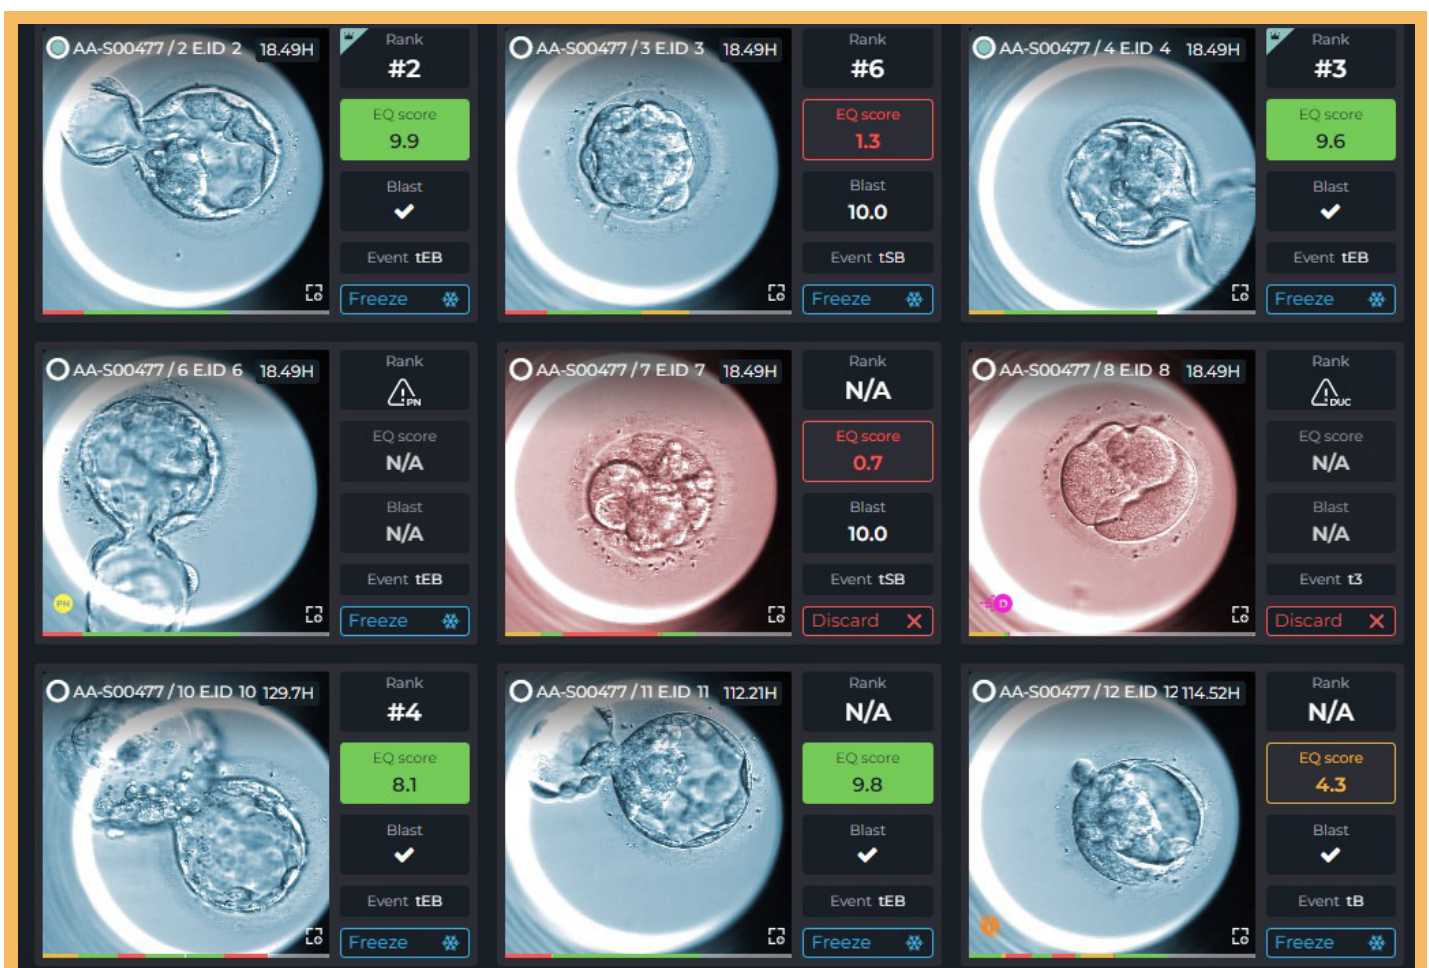 AA-S00477 / 2 E.ID 2 18.49H
Rank
#2
EQ score
9.9
Blast
Event tEB
Freeze
AA-S00477 / 3 E.ID 3 18.49H
Rank
#6
EQ score
1.3
Blast
10.0
Event tSB
Freeze
AA-S00477 / 4 E.ID 4 18.49H
Rank
#3
EQ score
9.6
Blast
Event tEB
Freeze
AA-S00477 / 6 E.ID 6 18.49H
Rank
PN
EQ score
N/A
Blast
N/A
Event tEB
PN
Freeze
AA-S00477 / 7 E.ID 7 18.49H
Rank
N/A
EQ score
0.7
Blast
10.0
Event tSB
Discard
AA-S00477 / 8 E.ID 8 18.49H
Rank
DUC
EQ score
N/A
Blast
N/A
Event t3
D
Discard
AA-S00477 / 10 E.ID 10 129.7H
Rank
#4
EQ score
8.1
Blast
Event tEB
Freeze
AA-S00477 / 11 E.ID 11 112.21H
Rank
N/A
EQ score
9.8
Blast
Event tEB
Freeze
AA-S00477 / 12 E.ID 12 114.52H
Rank
N/A
EQ score
4.3
Blast
Event tB
Freeze